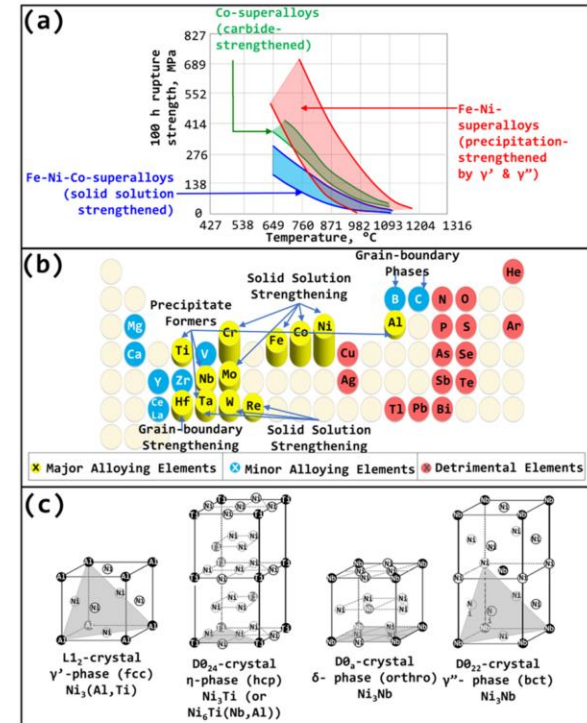 (a)
Co-superalloys
(carbide-
strengthened)
827
689
552
414
276
138
0
100 h rupture
strength, MPa
Fe-Ni-
superalloys
(precipitation-
strengthened
by γ' & γ")
Fe-Ni-Co-superalloys
(solid solution
strengthened)
427 538 649 760 871 982 1093 1204 1316
Temperature, °C
(b)
Grain-boundary
Phases
Solid Solution
Strengthening
Precipitate
Formers
He
B C N O
Mg Al P S Ar
Ca Ti V Cr Fe Co Ni Cu As Se
Y Zr Nb Mo Ag Sb Te
Ce
La
Hf Ta W Re Tl Pb Bi
Grain-boundary
Strengthening
Solid Solution
Strengthening
X Major Alloying Elements X Minor Alloying Elements X Detrimental Elements
(c)
L1₂-crystal
γ'-phase (fcc)
Ni₃(Al,Ti)
D0₂₄-crystal
η-phase (hcp)
Ni₃Ti (or
Ni₆Ti(Nb,Al))
D0ₐ-crystal
δ- phase (orthro)
Ni₃Nb
D0₂₂-crystal
γ"- phase (bct)
Ni₃Nb